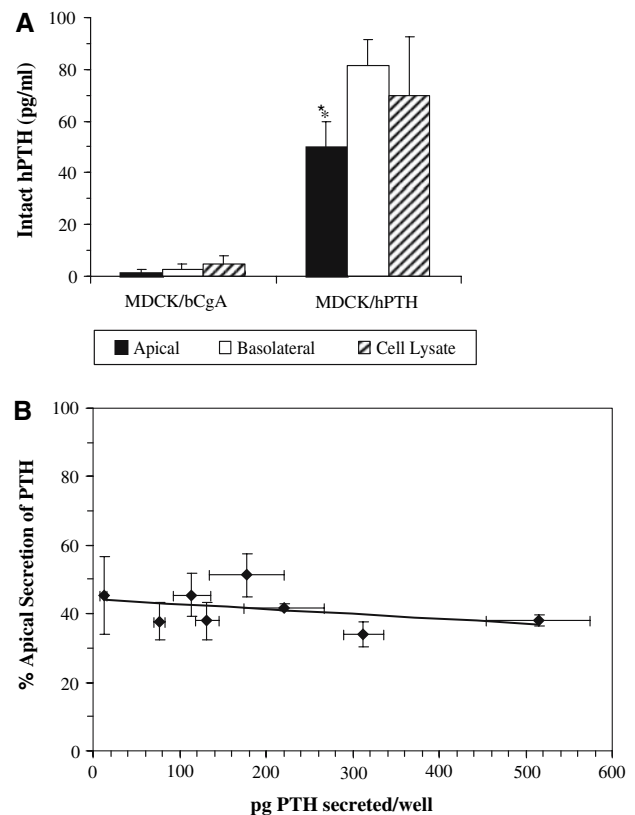 A
Intact hPTH (pg/ml)
100
80
60
40
20
0
**
MDCK/bCgA
MDCK/hPTH
Apical
Basolateral
Cell Lysate
B
% Apical Secretion of PTH
100
80
60
40
20
0
0
100
200
300
400
500
600
pg PTH secreted/well